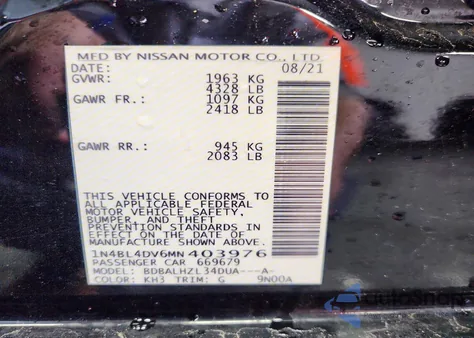 MFD BY NISSAN MOTOR CO., LTD.
DATE: 08/21
GVWR: 1963 KG
4328 LB
GAWR FR.: 1097 KG
2418 LB
GAWR RR.: 945 KG
2083 LB
THIS VEHICLE CONFORMS TO
ALL APPLICABLE FEDERAL
MOTOR VEHICLE SAFETY,
BUMPER, AND THEFT
PREVENTION STANDARDS IN
EFFECT ON THE DATE OF
MANUFACTURE SHOWN ABOVE.
1N4BL4DV6MN403976
PASSENGER CAR 669679
MODEL: BDBALHZL34DUA---A-
COLOR: KH3 TRIM: G 9N00A
AutoSnap